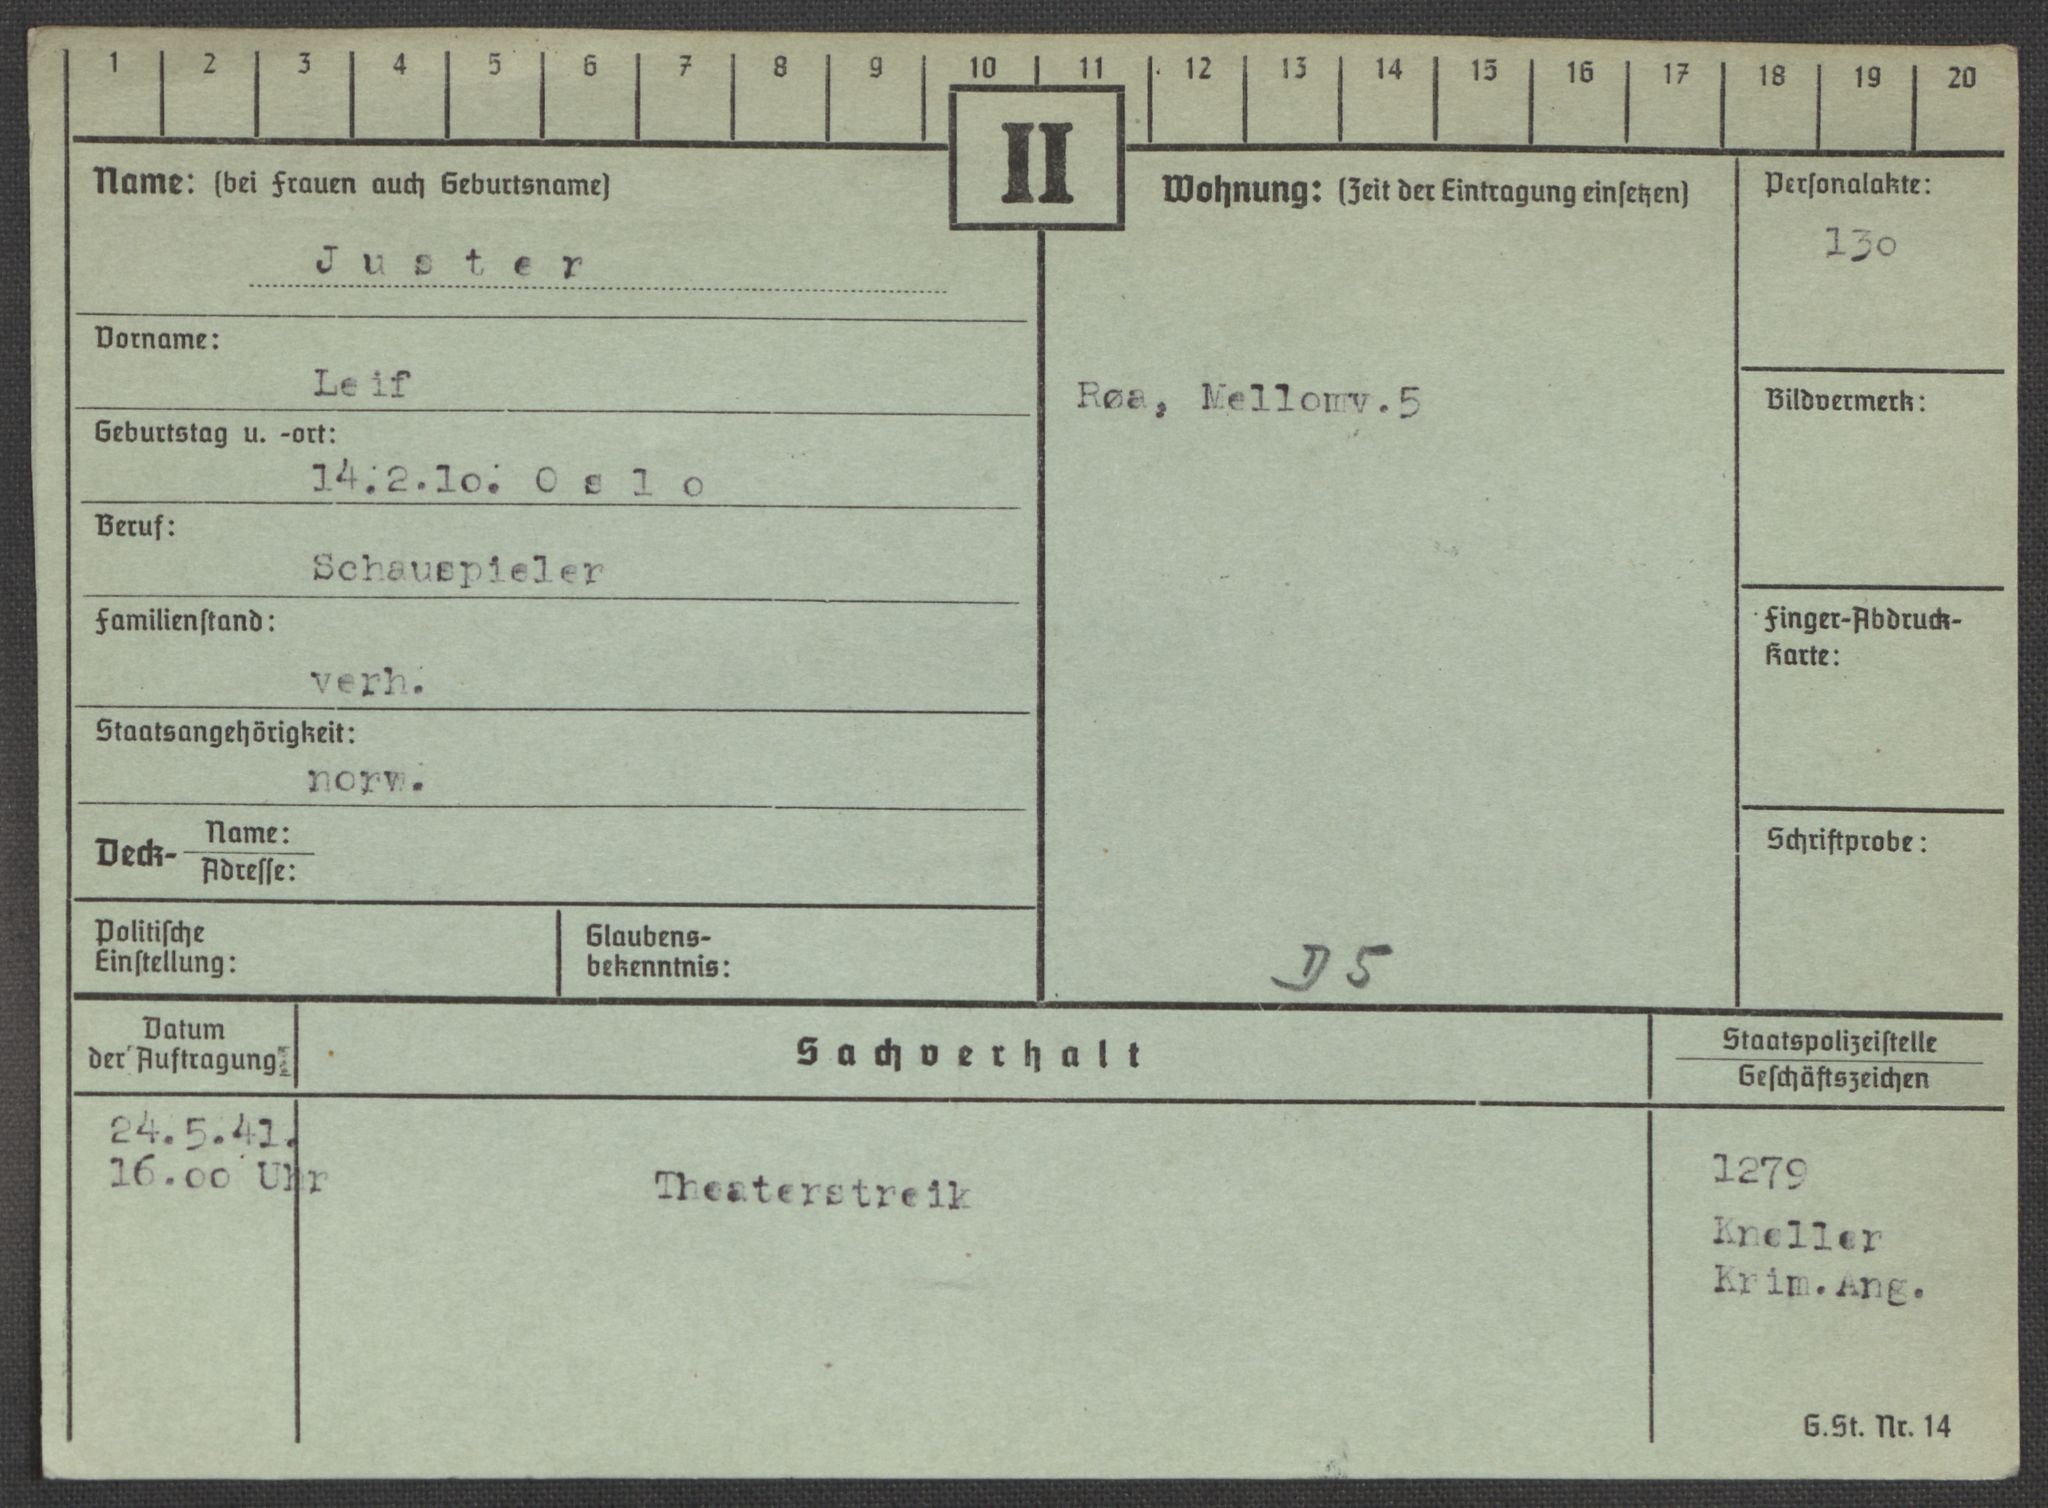 1 2 3 4 5 6 7 8 9 10 11 12 13 14 15 16 17 18 19 20
II
Name: (bei Frauen auch Geburtsname)
Juster
Vorname:
Leif
Geburtstag u. -ort:
14.2.10. Oslo
Beruf:
Schauspieler
Familienstand:
verh.
Staatsangehörigkeit:
norw.
Deck-
Name:
Adresse:
Politische
Einstellung:
Glaubens-
bekenntnis:
Wohnung: (Zeit der Eintragung einsetzen)
Røa, Mellomv.5
D 5
Personalakte:
130
Bildvermerk:
Finger-Abdruck-
Karte:
Schriftprobe:
Datum
der Auftragung
Sachverhalt
Staatspolizeistelle
Geschäftszeichen
24.5.41.
16.00 Uhr
Theaterstreik
1279
Kneller
Krim.Ang.
G.St. Nr. 14